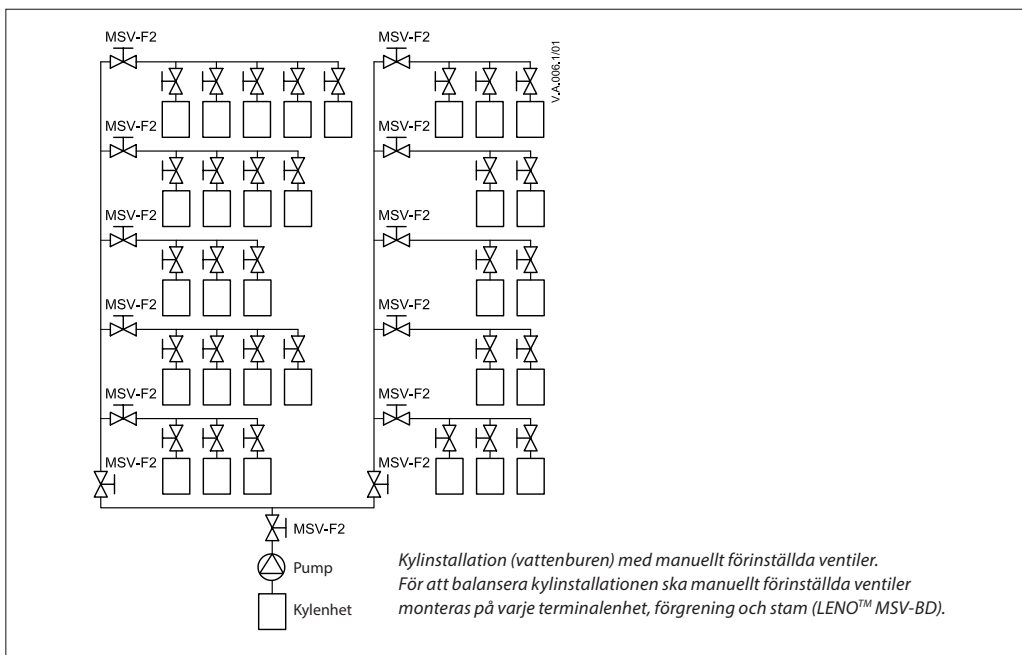 MSV-F2
MSV-F2
V.A.006.1/01
MSV-F2
MSV-F2
MSV-F2
MSV-F2
MSV-F2
MSV-F2
MSV-F2
MSV-F2
MSV-F2
MSV-F2
MSV-F2
Pump
Kylenhet
Kylinstallation (vattenburen) med manuellt förinställda ventiler.
För att balansera kylinstallationen ska manuellt förinställda ventiler
monteras på varje terminalenhet, förgrening och stam (LENO™ MSV-BD).